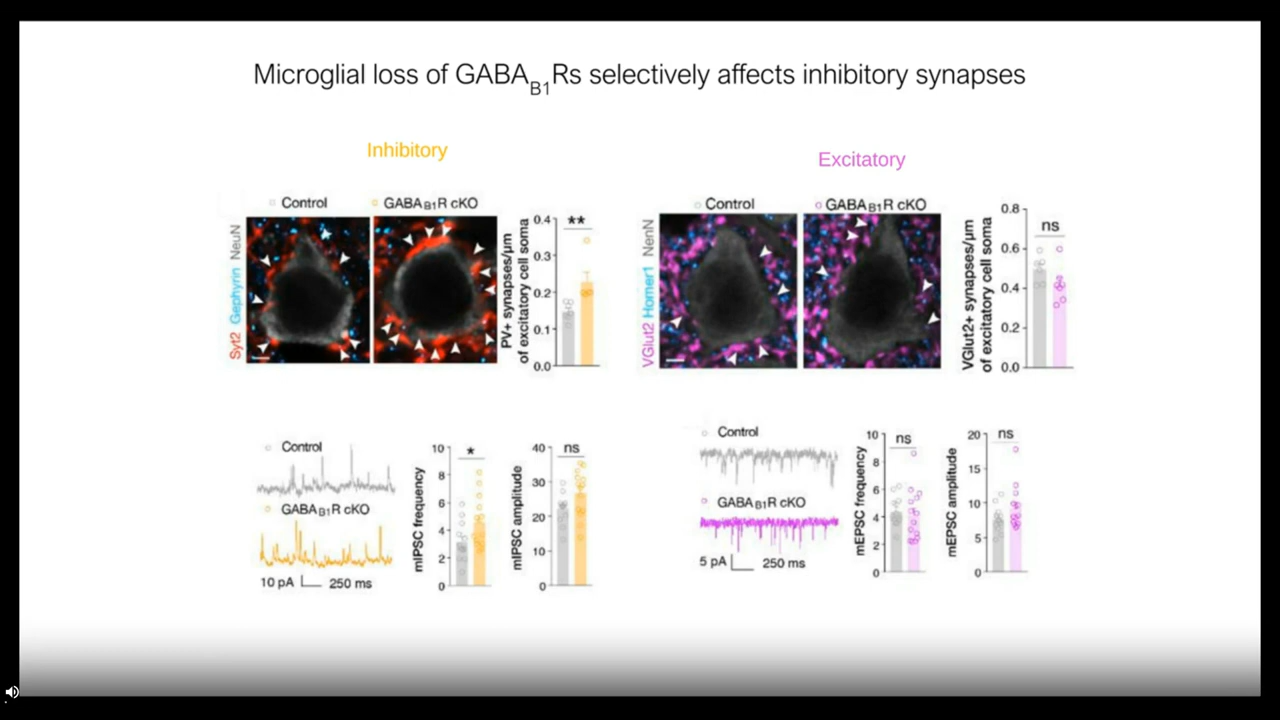 Microglial loss of GABAB1Rs selectively affects inhibitory synapses
Inhibitory
Control
GABAB1R cKO
Syt2 Gephyrin NeuN
PV+ synapses/µm
of excitatory cell soma
0.4
0.3
0.2
0.1
0.0
**
Excitatory
Control
GABAB1R cKO
VGlut2 Homer1 NenN
VGlut2+ synapses/µm
of excitatory cell soma
0.8
0.6
0.4
0.2
0.0
ns
Control
GABAB1R cKO
10 pA
250 ms
mIPSC frequency
10
8
6
4
2
0
*
mIPSC amplitude
40
30
20
10
0
ns
Control
GABAB1R cKO
5 pA
250 ms
mEPSC frequency
10
8
6
4
2
0
ns
mEPSC amplitude
20
15
10
5
0
ns